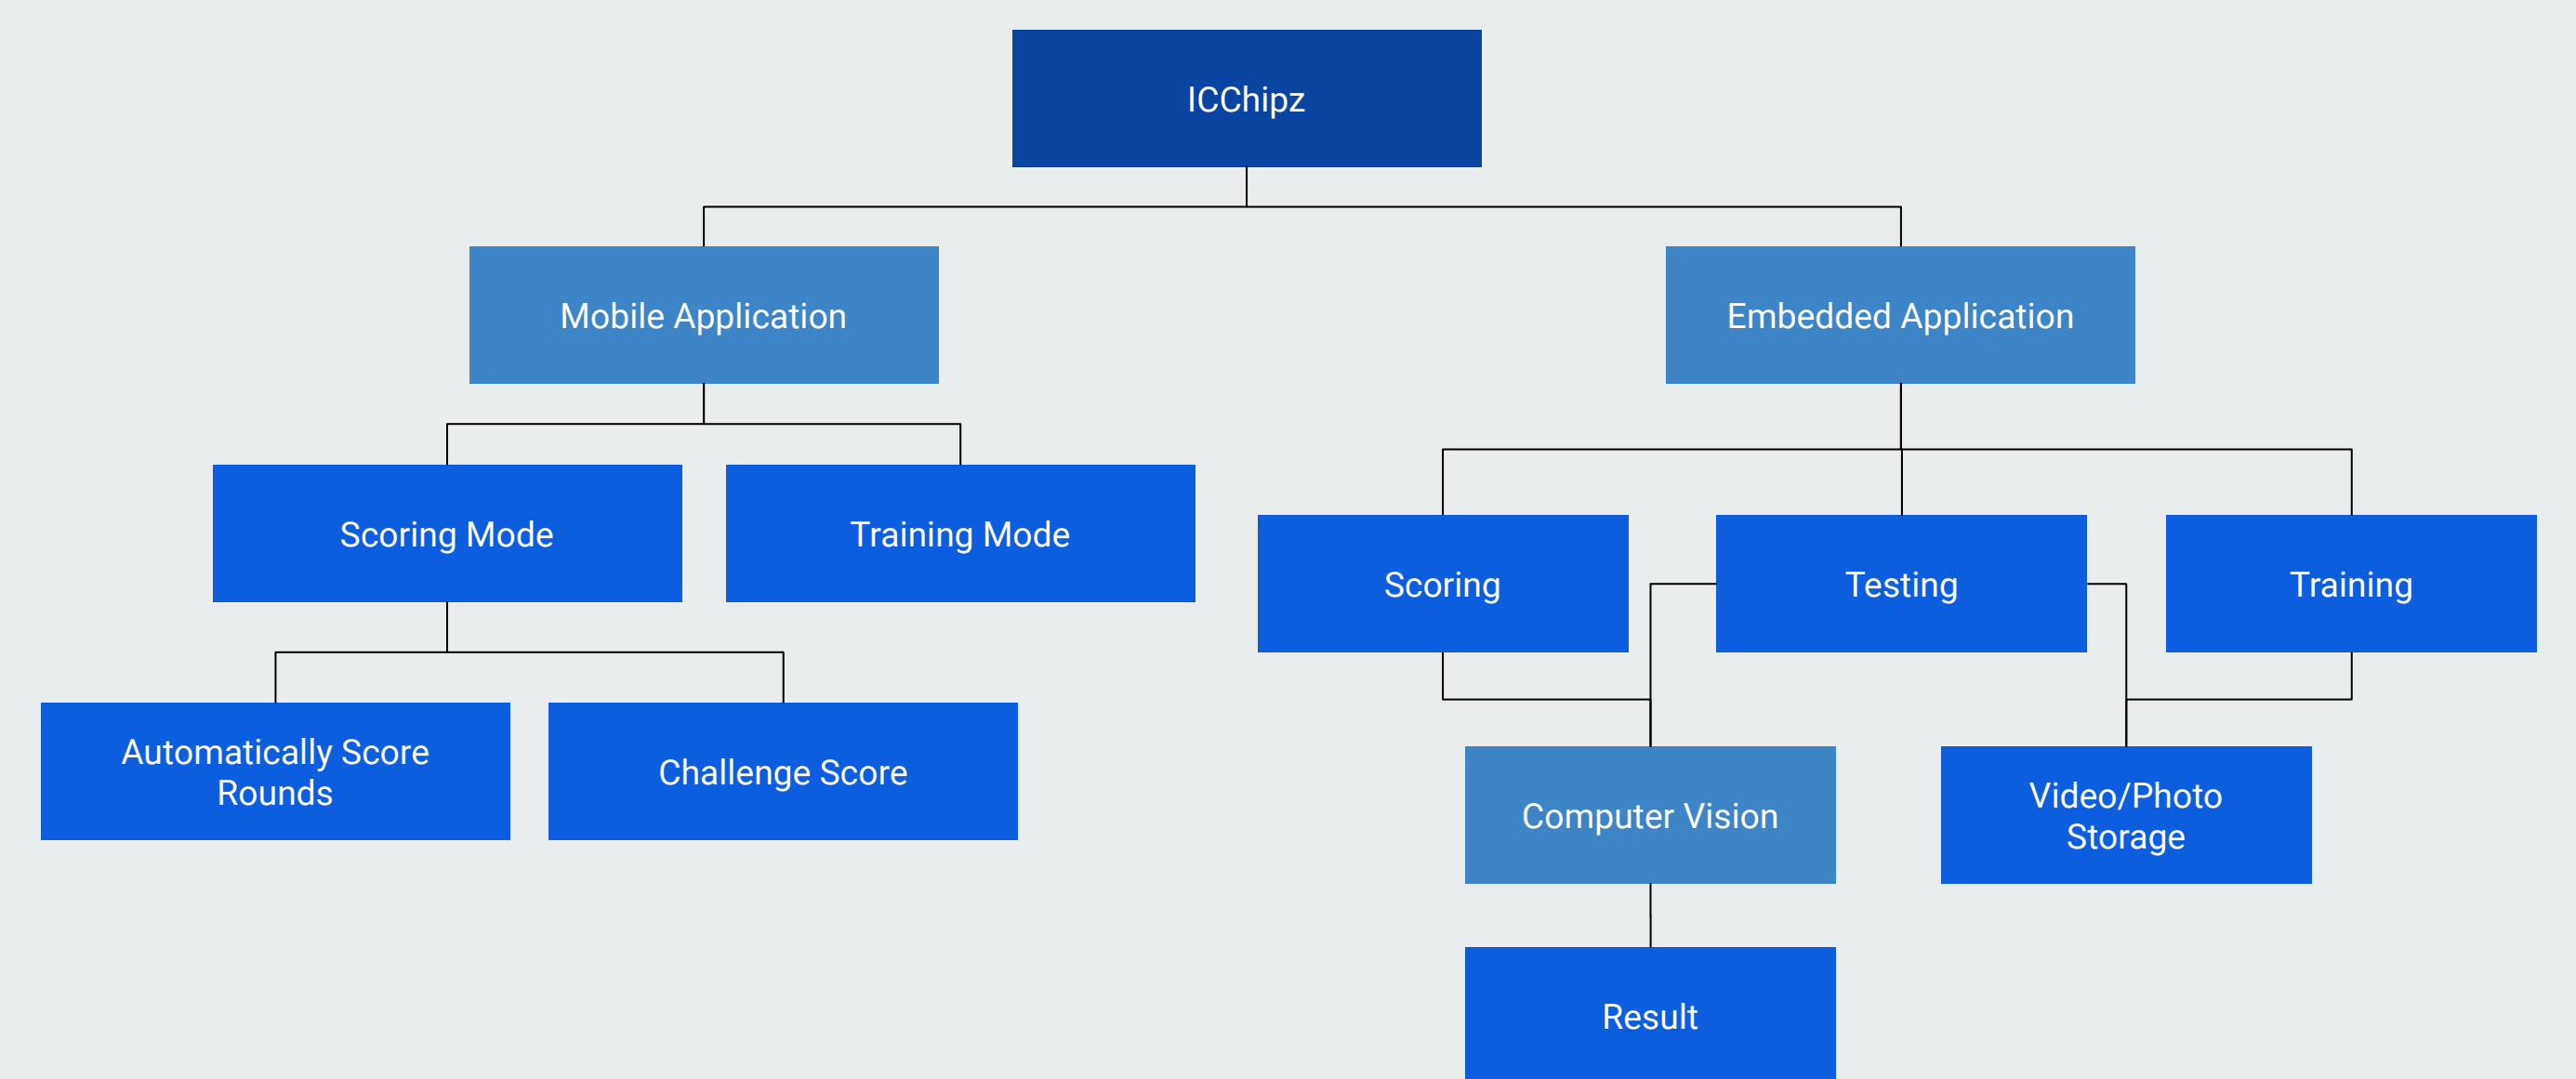 ICChipz
Mobile Application
Embedded Application
Scoring Mode
Training Mode
Scoring
Testing
Training
Automatically Score
Rounds
Challenge Score
Computer Vision
Video/Photo
Storage
Result